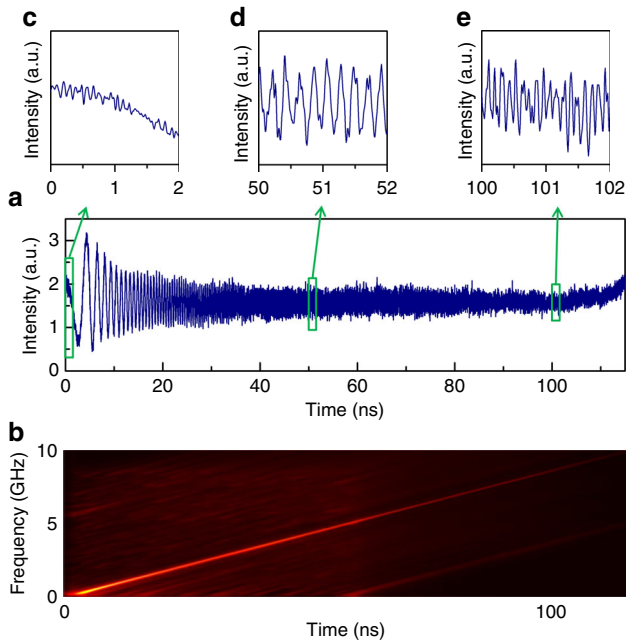 c
d
e
Intensity (a.u.)
0 1 2
Intensity (a.u.)
50 51 52
Intensity (a.u.)
100 101 102
a
Intensity (a.u.)
3
2
1
0
0 20 40 60 80 100
Time (ns)
b
Frequency (GHz)
10
5
0
0 100
Time (ns)